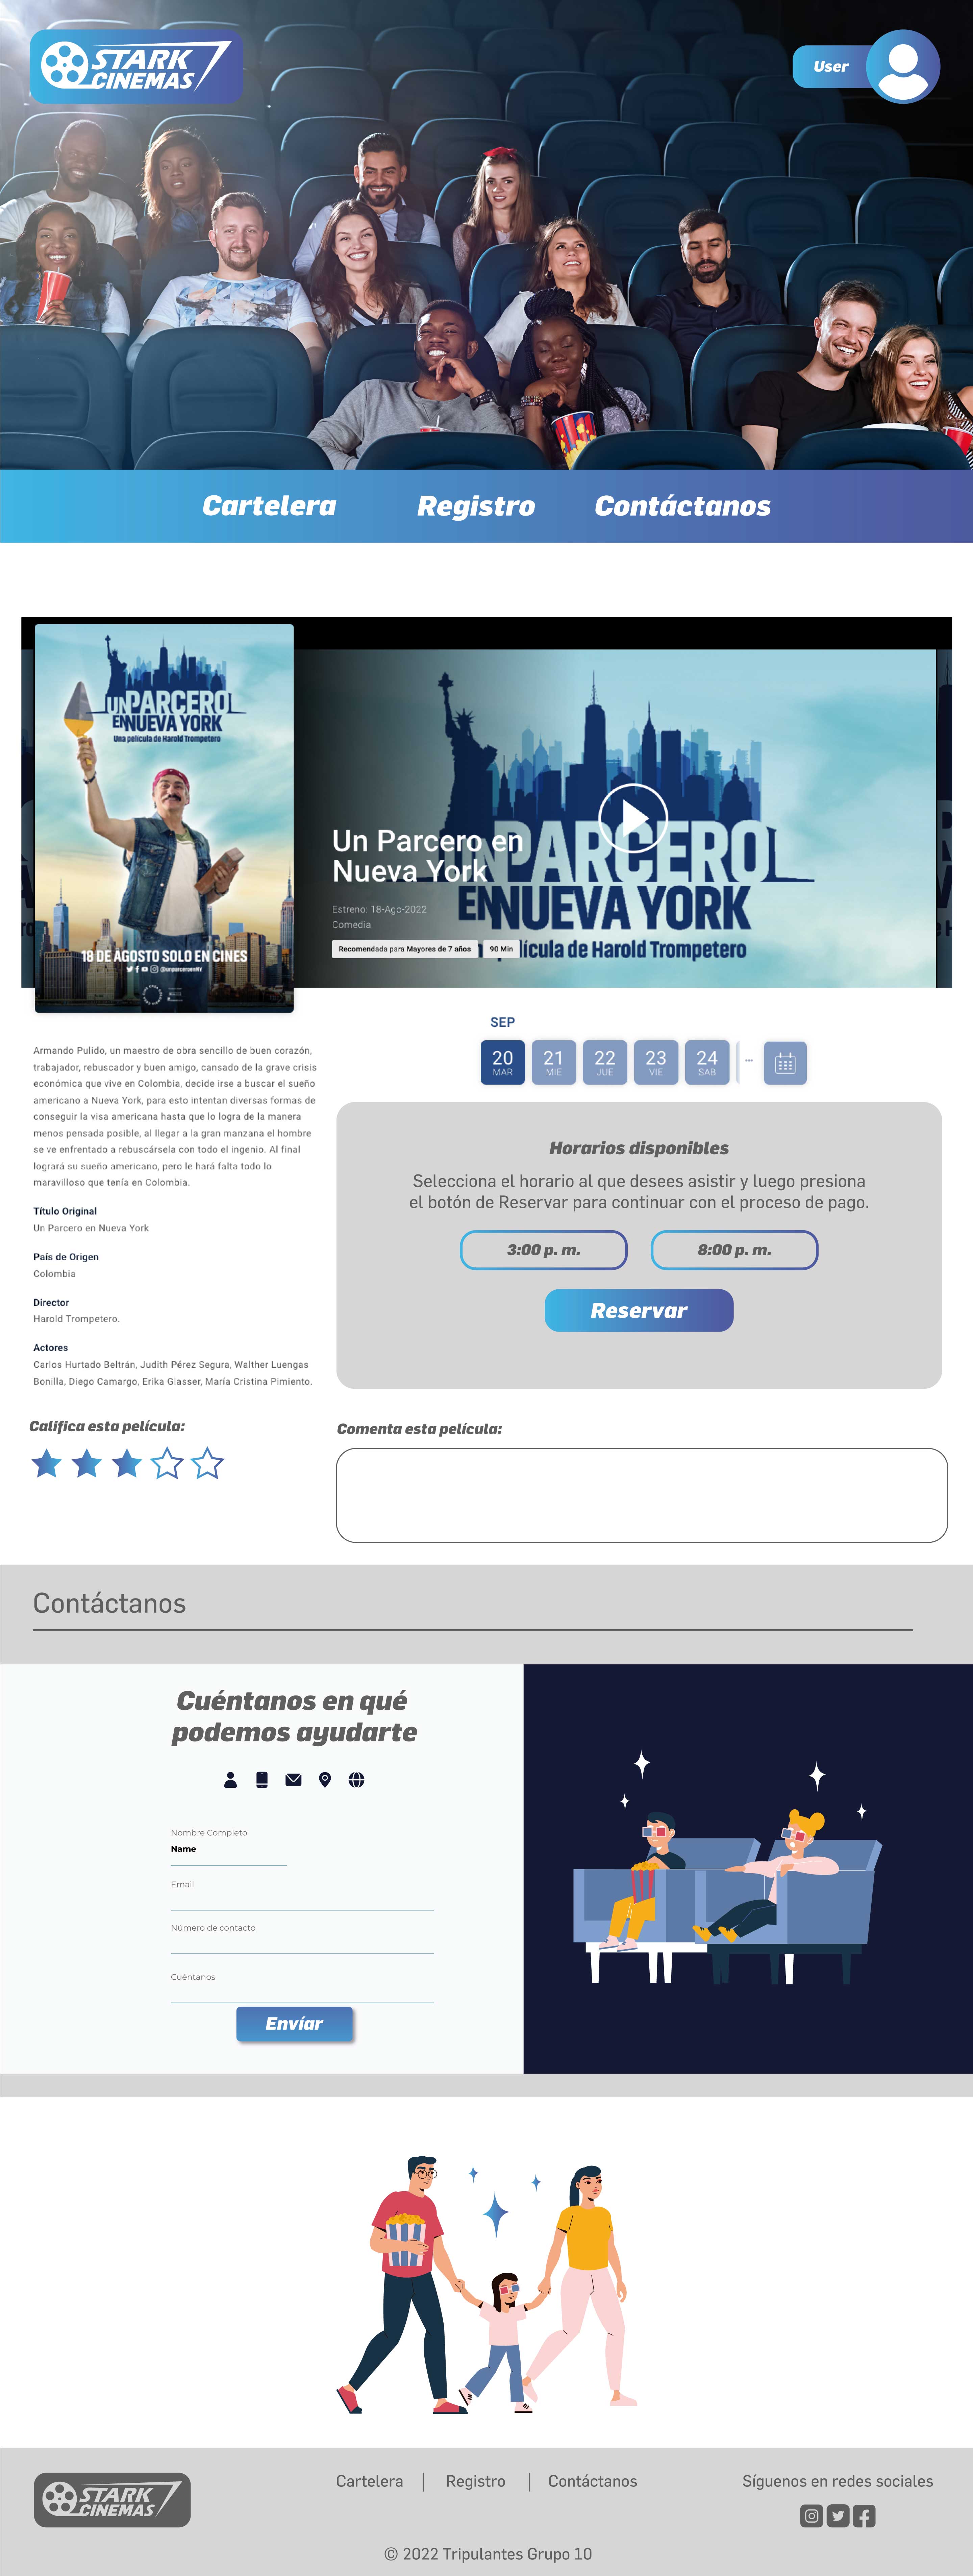 STARK
CINEMAS
User
Cartelera
Registro
Contáctanos
UN PARCERO
EN NUEVA YORK
Una película de Harold Trompetero
18 DE AGOSTO SOLO EN CINES
@unparceroenNY
PARCERO
EN NUEVA YORK
lícula de Harold Trompetero
Un Parcero en
Nueva York
Estreno: 18-Ago-2022
Comedia
Recomendada para Mayores de 7 años
90 Min
Armando Pulido, un maestro de obra sencillo de buen corazón,
trabajador, rebuscador y buen amigo, cansado de la grave crisis
económica que vive en Colombia, decide irse a buscar el sueño
americano a Nueva York, para esto intentan diversas formas de
conseguir la visa americana hasta que lo logra de la manera
menos pensada posible, al llegar a la gran manzana el hombre
se ve enfrentado a rebuscársela con todo el ingenio. Al final
logrará su sueño americano, pero le hará falta todo lo
maravilloso que tenía en Colombia.
Título Original
Un Parcero en Nueva York
País de Origen
Colombia
Director
Harold Trompetero.
Actores
Carlos Hurtado Beltrán, Judith Pérez Segura, Walther Luengas
Bonilla, Diego Camargo, Erika Glasser, María Cristina Pimiento.
Califica esta película:
SEP
20
MAR
21
MIE
22
JUE
23
VIE
24
SAB
...
Horarios disponibles
Selecciona el horario al que desees asistir y luego presiona
el botón de Reservar para continuar con el proceso de pago.
3:00 p. m.
8:00 p. m.
Reservar
Comenta esta película:
Contáctanos
Cuéntanos en qué
podemos ayudarte
Nombre Completo
Name
Email
Número de contacto
Cuéntanos
Envíar
STARK
CINEMAS
Cartelera | Registro | Contáctanos
Síguenos en redes sociales
© 2022 Tripulantes Grupo 10